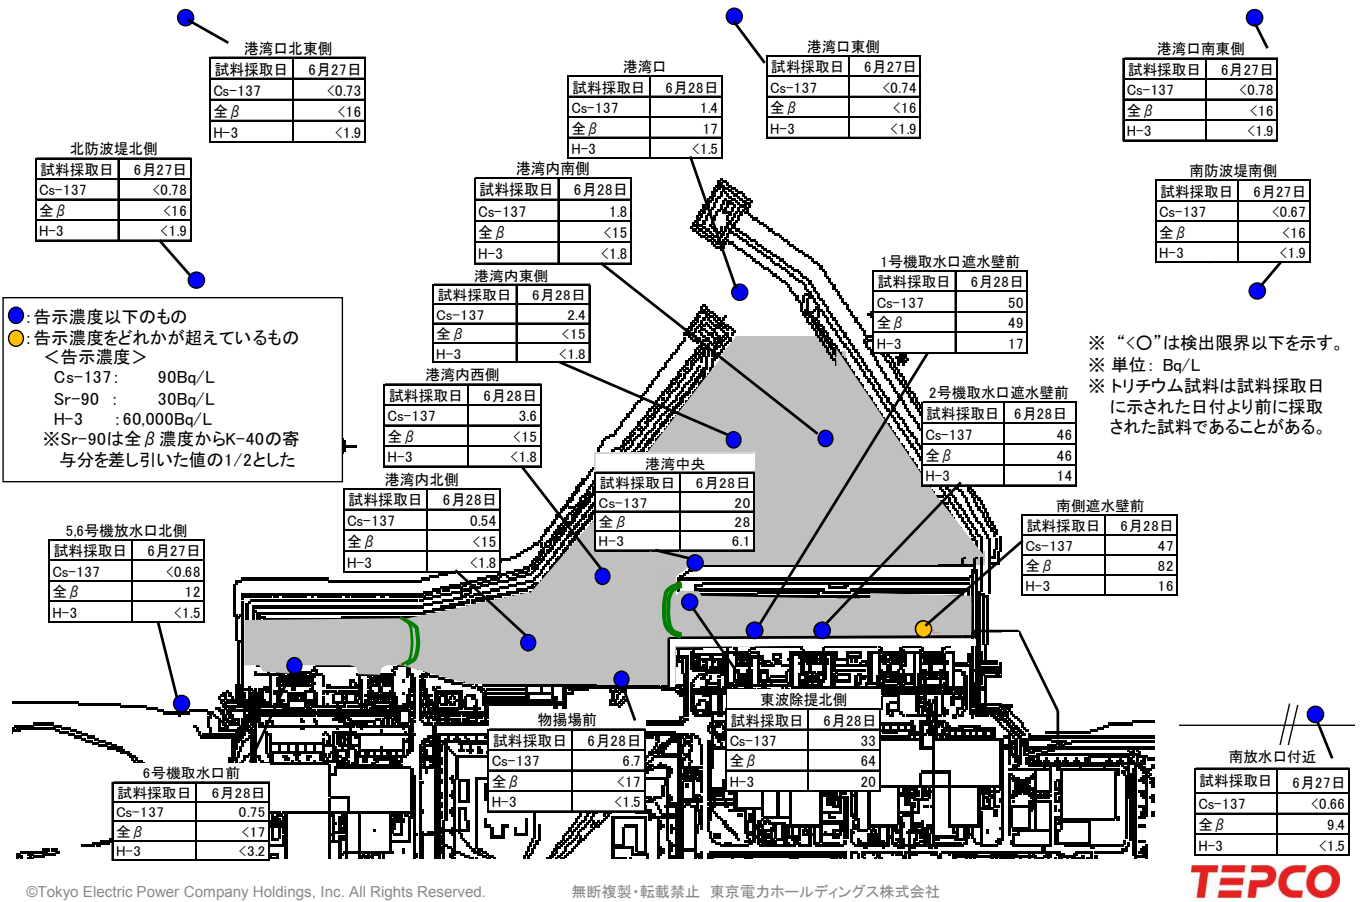 港湾口北東側
試料採取日 6月27日
Cs-137 <0.73
全β <16
H-3 <1.9
港湾口東側
試料採取日 6月27日
Cs-137 <0.74
全β <16
H-3 <1.9
港湾口南東側
試料採取日 6月27日
Cs-137 <0.78
全β <16
H-3 <1.9
港湾口
試料採取日 6月28日
Cs-137 1.4
全β 17
H-3 <1.5
北防波堤北側
試料採取日 6月27日
Cs-137 <0.78
全β <16
H-3 <1.9
港湾内南側
試料採取日 6月28日
Cs-137 1.8
全β <15
H-3 <1.8
南防波堤南側
試料採取日 6月27日
Cs-137 <0.67
全β <16
H-3 <1.9
港湾内東側
試料採取日 6月28日
Cs-137 2.4
全β <15
H-3 <1.8
1号機取水口遮水壁前
試料採取日 6月28日
Cs-137 50
全β 49
H-3 17
:告示濃度以下のもの
:告示濃度をどれかが超えているもの
<告示濃度>
Cs-137: 90Bq/L
Sr-90 : 30Bq/L
H-3 :60,000Bq/L
※Sr-90は全β濃度からK-40の寄
与分を差し引いた値の1/2とした
※ “<○”は検出限界以下を示す。
※ 単位: Bq/L
※トリチウム試料は試料採取日
に示された日付より前に採取
された試料であることがある。
港湾内西側
試料採取日 6月28日
Cs-137 3.6
全β <15
H-3 <1.8
2号機取水口遮水壁前
試料採取日 6月28日
Cs-137 46
全β 46
H-3 14
港湾中央
試料採取日 6月28日
Cs-137 20
全β 28
H-3 6.1
港湾内北側
試料採取日 6月28日
Cs-137 0.54
全β <15
H-3 <1.8
南側遮水壁前
試料採取日 6月28日
Cs-137 47
全β 82
H-3 16
5,6号機放水口北側
試料採取日 6月27日
Cs-137 <0.68
全β 12
H-3 <1.5
東波除堤北側
試料採取日 6月28日
Cs-137 33
全β 64
H-3 20
物揚場前
試料採取日 6月28日
Cs-137 6.7
全β <17
H-3 <1.5
6号機取水口前
試料採取日 6月28日
Cs-137 0.75
全β <17
H-3 <3.2
南放水口付近
試料採取日 6月27日
Cs-137 <0.66
全β 9.4
H-3 <1.5
TEPCO
©Tokyo Electric Power Company Holdings, Inc. All Rights Reserved. 無断複製・転載禁止 東京電力ホールディングス株式会社